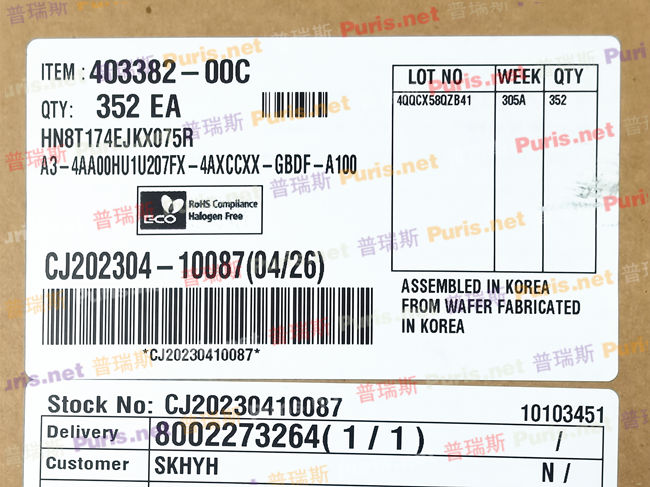 ITEM : 403382-00C
QTY: 352 EA
HN8T174EJKX075R
A3-4AA00HU1U207FX-4AXCCXX-GBDF-A100
E-CO
RoHS Compliance
Halogen Free
CJ202304-10087(04/26)
*CJ20230410087*
LOT NO WEEK QTY
4QQCX58QZB41 305A 352
ASSEMBLED IN KOREA
FROM WAFER FABRICATED
IN KOREA
Stock No: CJ20230410087
10103451
Delivery 8002273264(1/1) /
Customer SKHYH N /
普瑞斯 Puris.net